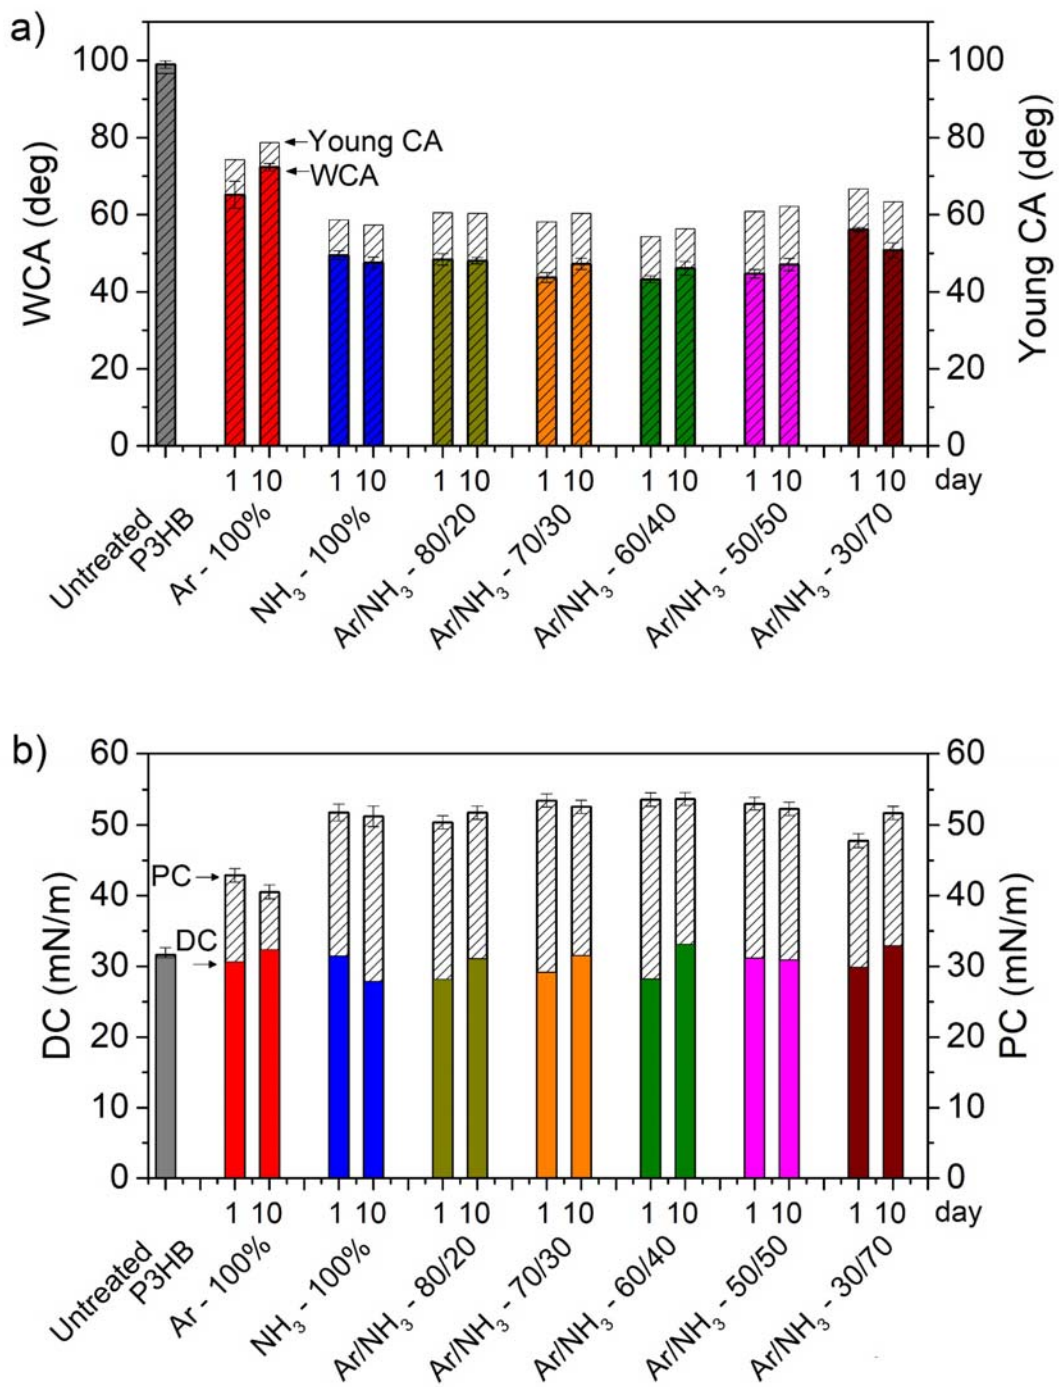 a)
WCA (deg)
100
80
60
40
20
0
Young CA
WCA
100
80
60
40
20
0
Young CA (deg)
1 10 1 10 1 10 1 10 1 10 1 10 1 10 day
Untreated
P3HB
Ar - 100%
NH₃ - 100%
Ar/NH₃ - 80/20
Ar/NH₃ - 70/30
Ar/NH₃ - 60/40
Ar/NH₃ - 50/50
Ar/NH₃ - 30/70
b)
DC (mN/m)
60
50
40
30
20
10
0
PC
DC
60
50
40
30
20
10
0
PC (mN/m)
1 10 1 10 1 10 1 10 1 10 1 10 1 10 day
Untreated
P3HB
Ar - 100%
NH₃ - 100%
Ar/NH₃ - 80/20
Ar/NH₃ - 70/30
Ar/NH₃ - 60/40
Ar/NH₃ - 50/50
Ar/NH₃ - 30/70